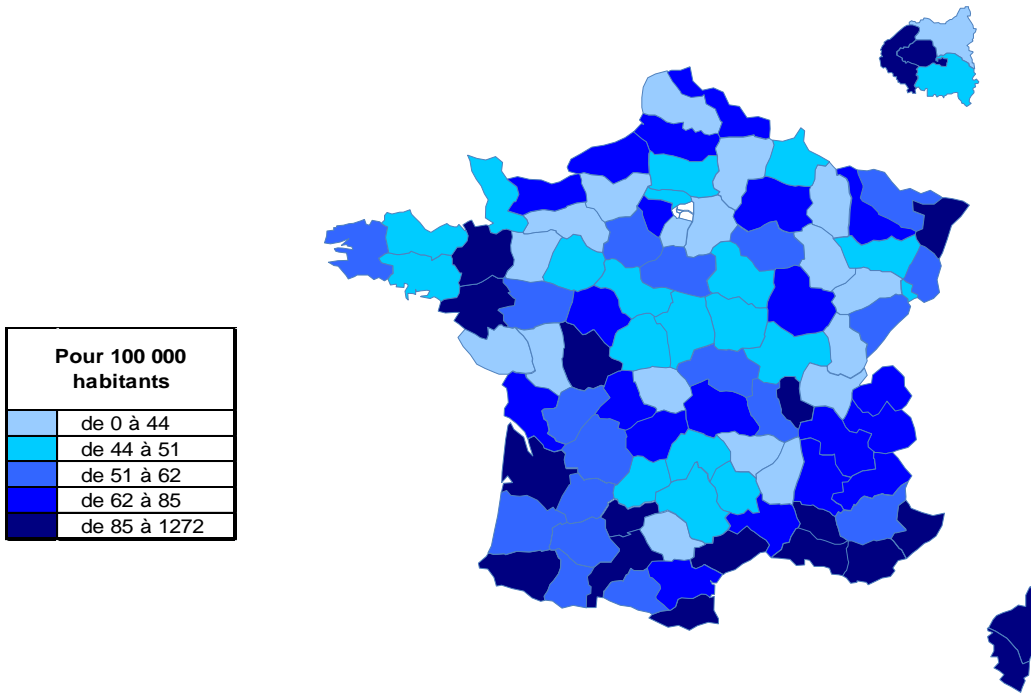 Pour 100 000
habitants
de 0 à 44
de 44 à 51
de 51 à 62
de 62 à 85
de 85 à 1272